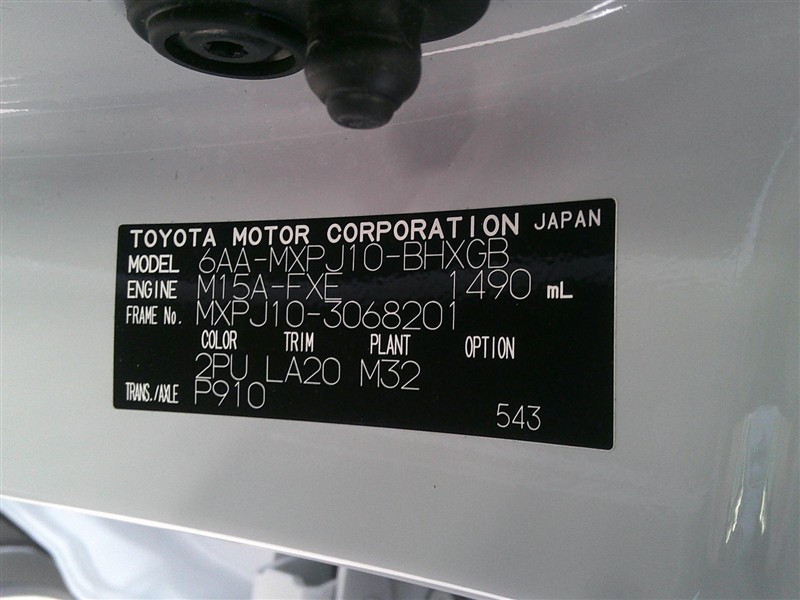 TOYOTA MOTOR CORPORATION JAPAN
MODEL 6AA-MXPJ10-BHXGB
ENGINE M15A-FXE 1490 mL
FRAME No. MXPJ10-3068201
COLOR TRIM PLANT OPTION
2PU LA20 M32
TRANS./AXLE P910
543